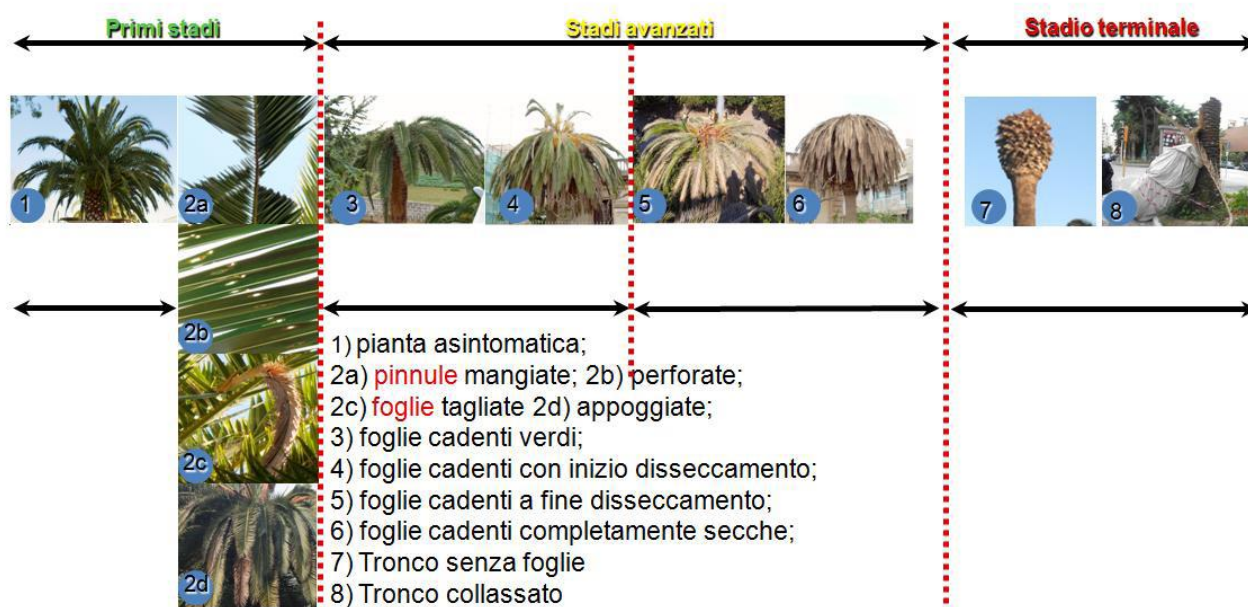 Primi stadi
Stadi avanzati
Stadio terminale
1
2a
3
4
5
6
7
8
2b
2c
2d
1) pianta asintomatica;
2a) pinnule mangiate; 2b) perforate;
2c) foglie tagliate 2d) appoggiate;
3) foglie cadenti verdi;
4) foglie cadenti con inizio disseccamento;
5) foglie cadenti a fine disseccamento;
6) foglie cadenti completamente secche;
7) Tronco senza foglie
8) Tronco collassato